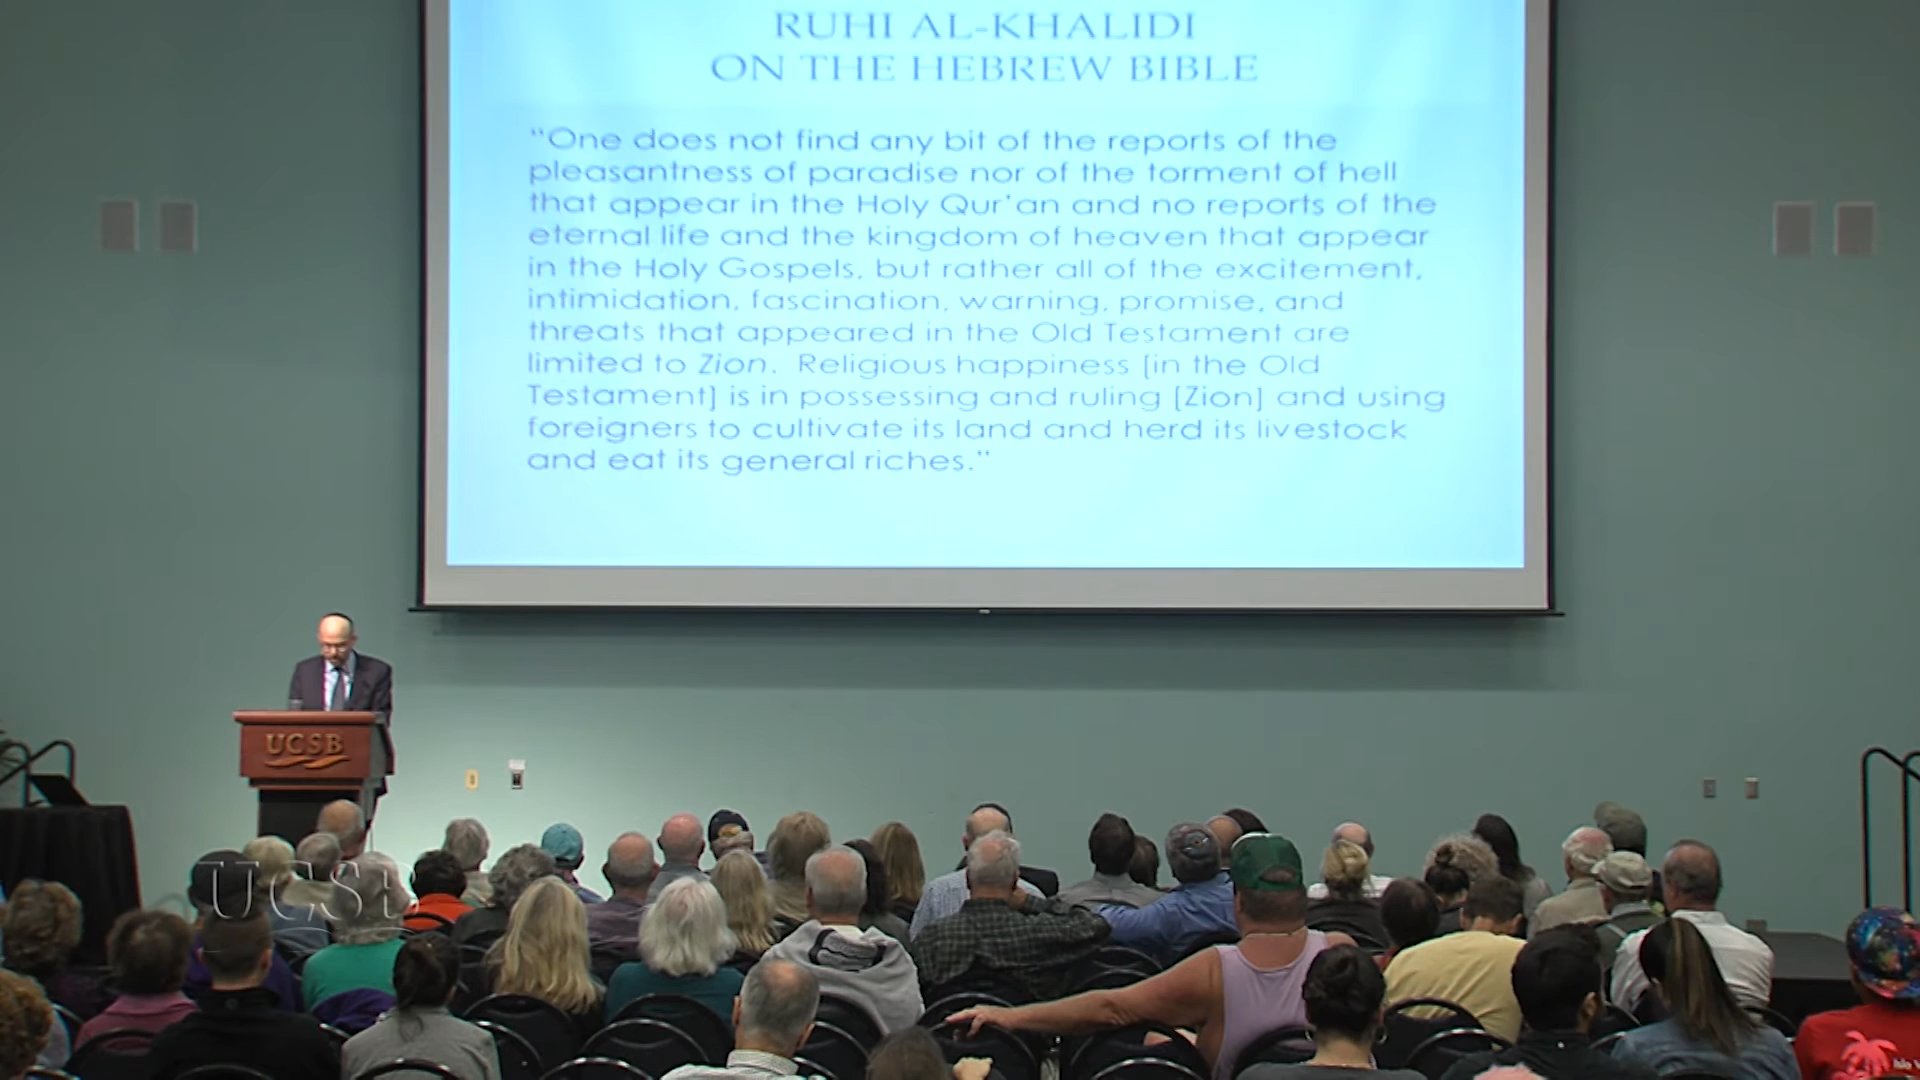 RUHI AL-KHALIDI
ON THE HEBREW BIBLE
“One does not find any bit of the reports of the
pleasantness of paradise nor of the torment of hell
that appear in the Holy Qur’an and no reports of the
eternal life and the kingdom of heaven that appear
in the Holy Gospels, but rather all of the excitement,
intimidation, fascination, warning, promise, and
threats that appeared in the Old Testament are
limited to Zion. Religious happiness [in the Old
Testament] is in possessing and ruling [Zion] and using
foreigners to cultivate its land and herd its livestock
and eat its general riches.”
UCSB
UCSB